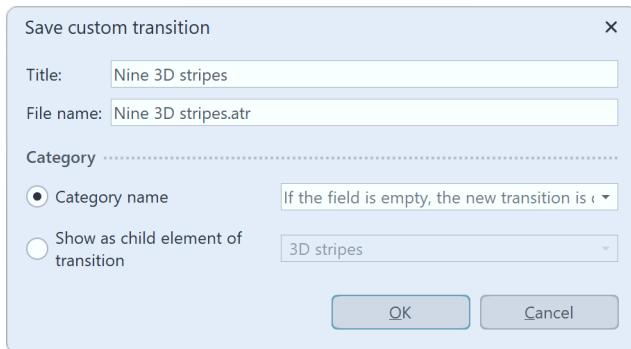 Save custom transition
Title: Nine 3D stripes
File name: Nine 3D stripes.atr
Category
Category name If the field is empty, the new transition is
Show as child element of
transition
3D stripes
OK Cancel